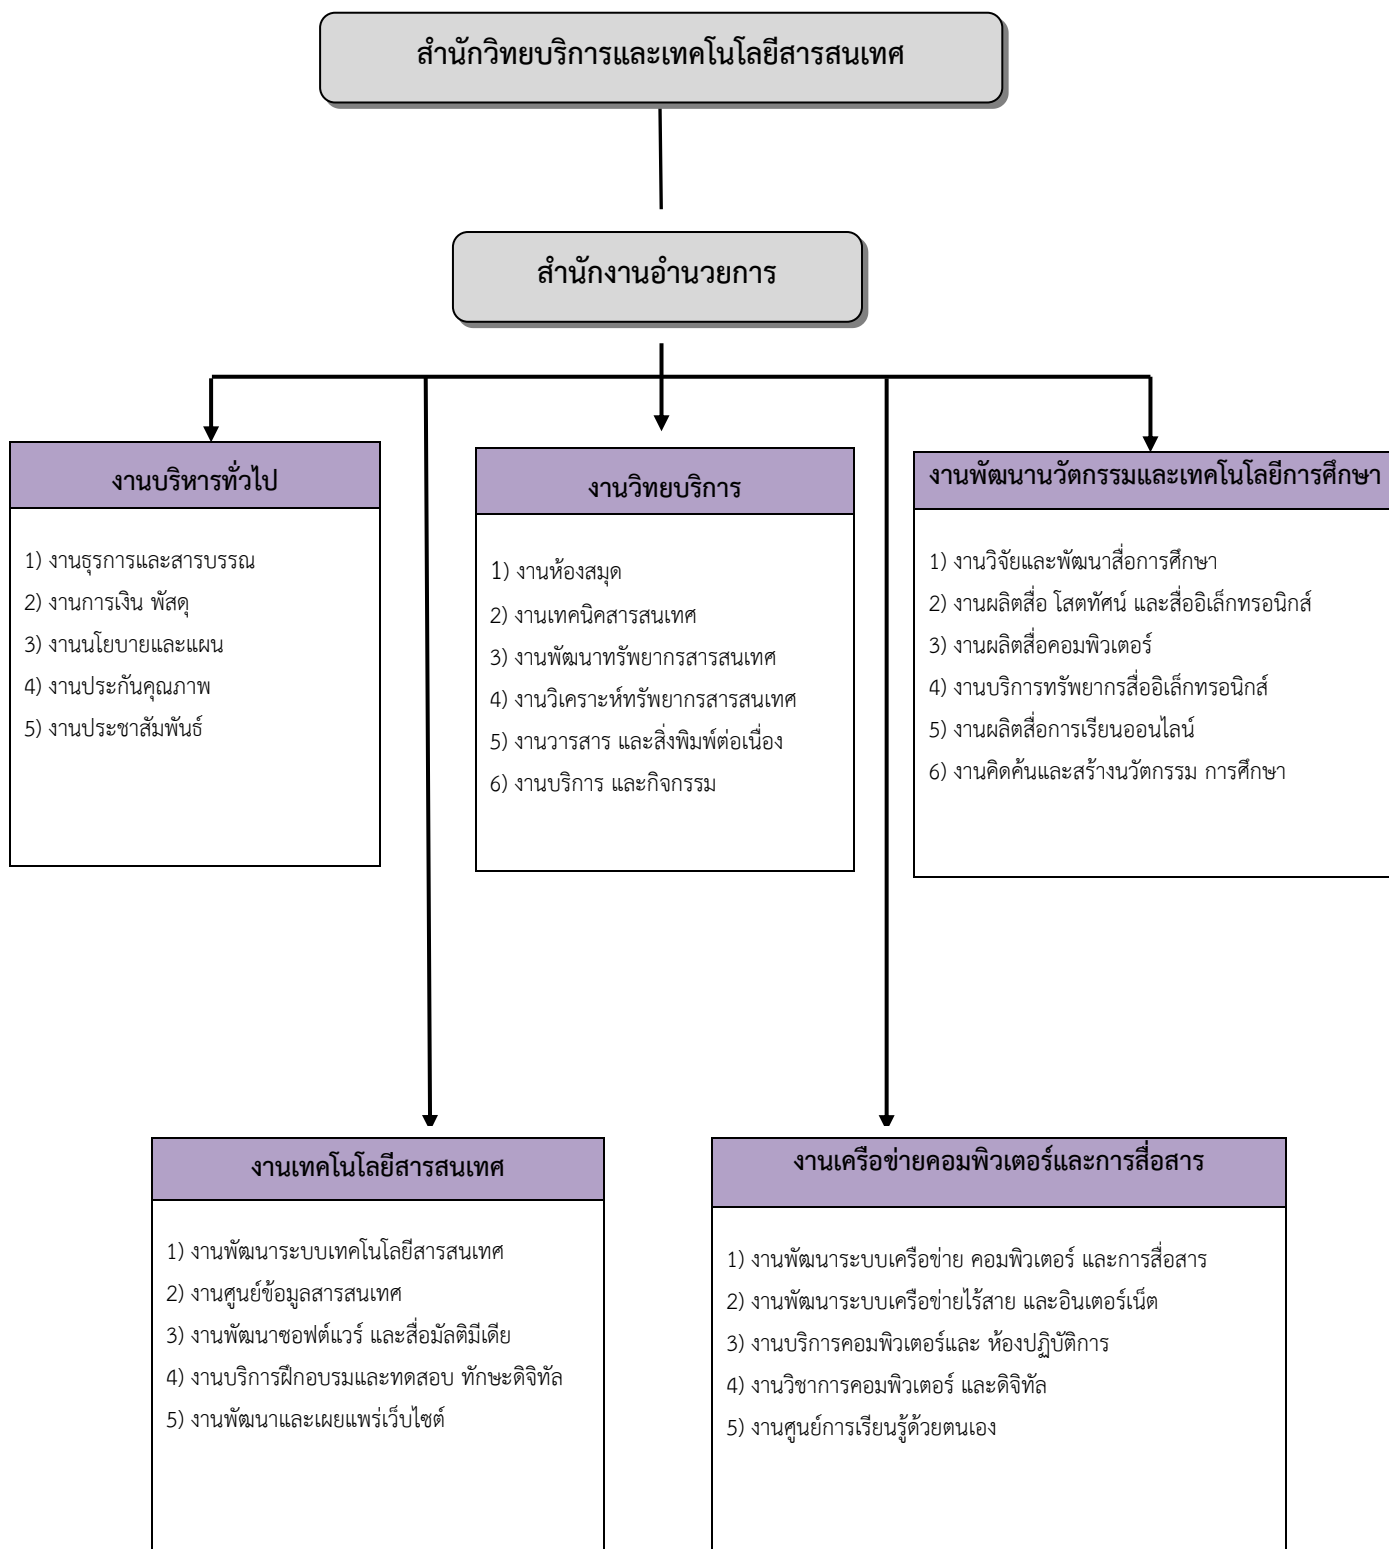 สำนักวิทยบริการและเทคโนโลยีสารสนเทศ
สำนักงานอำนวยการ
งานบริหารทั่วไป
1) งานธุรการและสารบรรณ
2) งานการเงิน พัสดุ
3) งานนโยบายและแผน
4) งานประกันคุณภาพ
5) งานประชาสัมพันธ์
งานวิทยบริการ
1) งานห้องสมุด
2) งานเทคนิคสารสนเทศ
3) งานพัฒนาทรัพยากรสารสนเทศ
4) งานวิเคราะห์ทรัพยากรสารสนเทศ
5) งานวารสาร และสิ่งพิมพ์ต่อเนื่อง
6) งานบริการ และกิจกรรม
งานพัฒนานวัตกรรมและเทคโนโลยีการศึกษา
1) งานวิจัยและพัฒนาสื่อการศึกษา
2) งานผลิตสื่อ โสตทัศน์ และสื่ออิเล็กทรอนิกส์
3) งานผลิตสื่อคอมพิวเตอร์
4) งานบริการทรัพยากรสื่ออิเล็กทรอนิกส์
5) งานผลิตสื่อการเรียนออนไลน์
6) งานคิดค้นและสร้างนวัตกรรม การศึกษา
งานเทคโนโลยีสารสนเทศ
1) งานพัฒนาระบบเทคโนโลยีสารสนเทศ
2) งานศูนย์ข้อมูลสารสนเทศ
3) งานพัฒนาซอฟต์แวร์ และสื่อมัลติมีเดีย
4) งานบริการฝึกอบรมและทดสอบ ทักษะดิจิทัล
5) งานพัฒนาและเผยแพร่เว็บไซต์
งานเครือข่ายคอมพิวเตอร์และการสื่อสาร
1) งานพัฒนาระบบเครือข่าย คอมพิวเตอร์ และการสื่อสาร
2) งานพัฒนาระบบเครือข่ายไร้สาย และอินเตอร์เน็ต
3) งานบริการคอมพิวเตอร์และ ห้องปฏิบัติการ
4) งานวิชาการคอมพิวเตอร์ และดิจิทัล
5) งานศูนย์การเรียนรู้ด้วยตนเอง